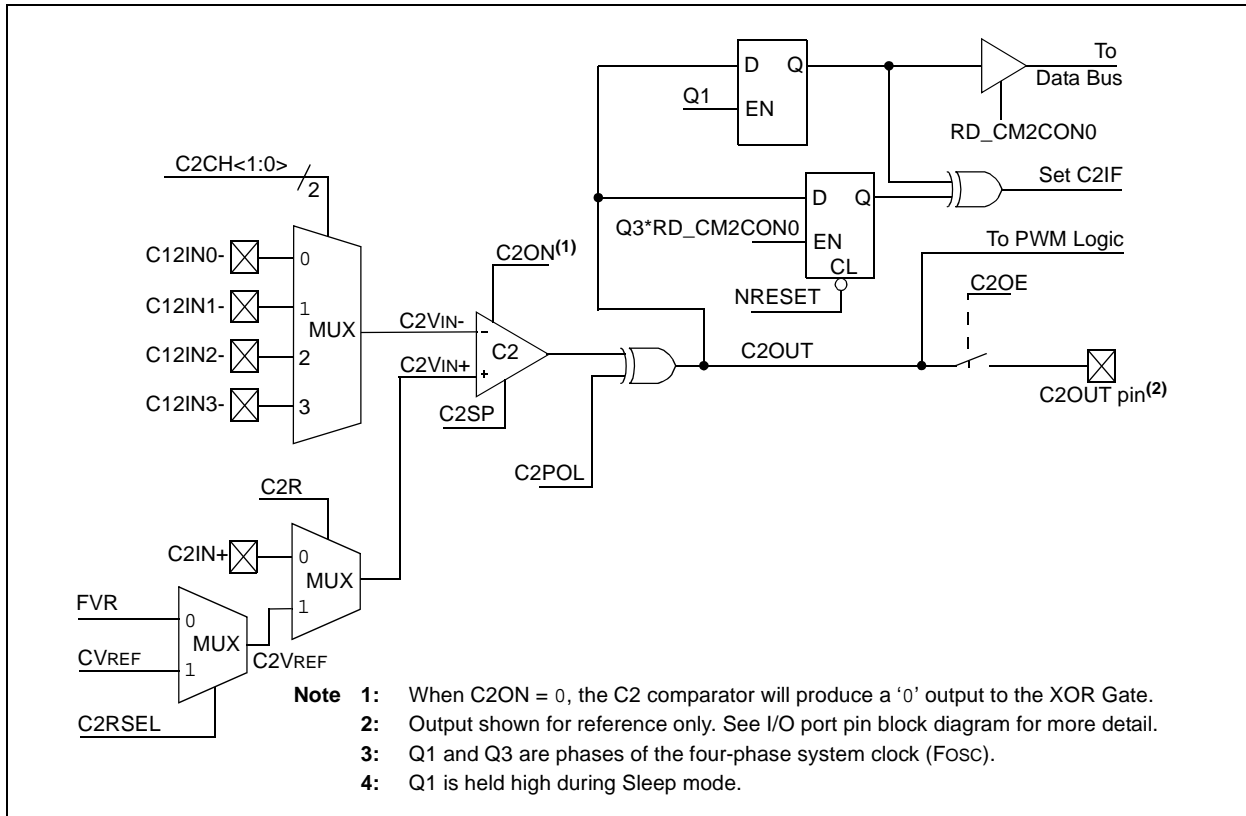 D Q
To
Data Bus
Q1
EN
RD_CM2CON0
C2CH<1:0>
2
D Q
Set C2IF
Q3*RD_CM2CON0
EN
CL
NRESET
To PWM Logic
C2OE
C12IN0-
0
C12IN1-
1
MUX
C12IN2-
2
C12IN3-
3
C2ON(1)
C2VIN-
-
C2
C2VIN+
+
C2SP
C2OUT
C2OUT pin(2)
C2POL
C2R
C2IN+
0
MUX
1
FVR
0
MUX
CVREF
1
C2VREF
C2RSEL
Note 1: When C2ON = 0, the C2 comparator will produce a ‘0’ output to the XOR Gate.
2: Output shown for reference only. See I/O port pin block diagram for more detail.
3: Q1 and Q3 are phases of the four-phase system clock (FOSC).
4: Q1 is held high during Sleep mode.